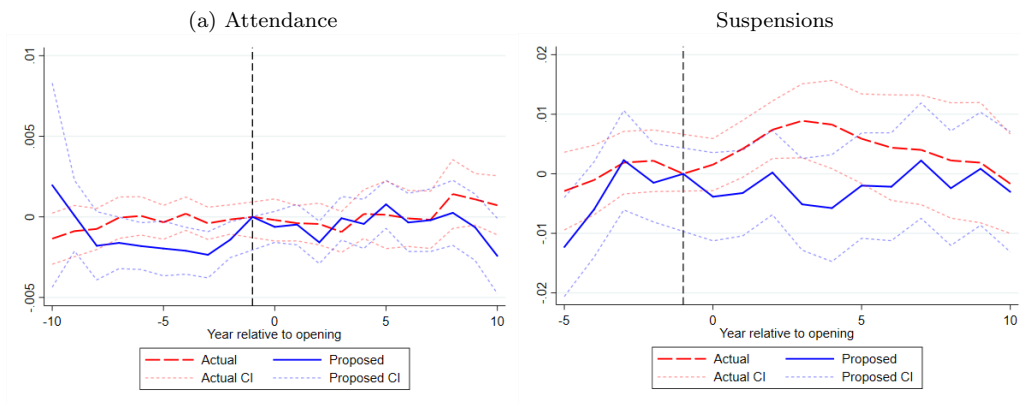 (a) Attendance
.01
.005
0
-.005
-10
-5
0
5
10
Year relative to opening
Actual
Proposed
Actual CI
Proposed CI
Suspensions
.02
.01
0
-.01
-.02
-5
0
5
10
Year relative to opening
Actual
Proposed
Actual CI
Proposed CI